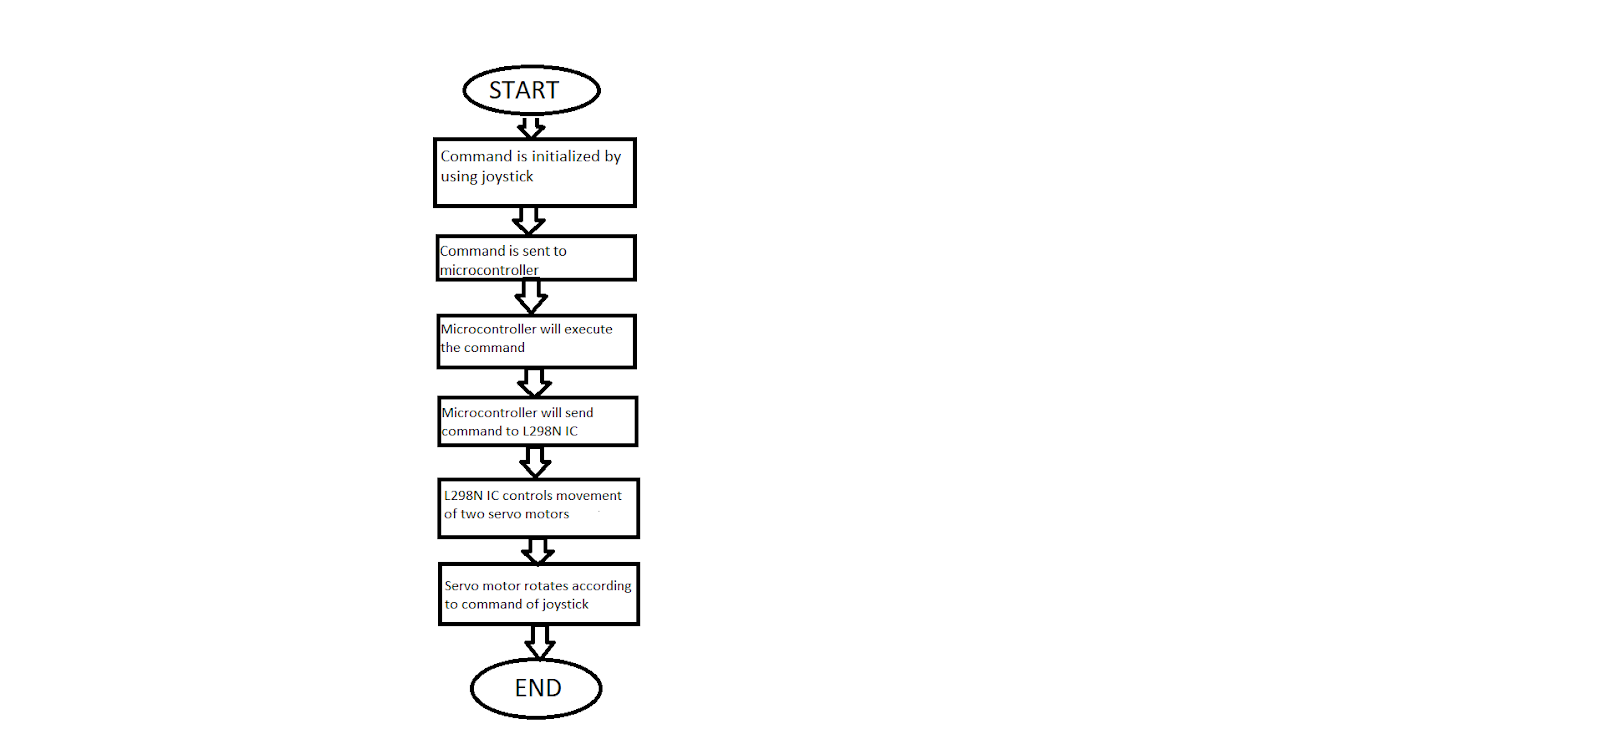 START
Command is initialized by
using joystick
Command is sent to
microcontroller
Microcontroller will execute
the command
Microcontroller will send
command to L298N IC
L298N IC controls movement
of two servo motors
Servo motor rotates according
to command of joystick
END